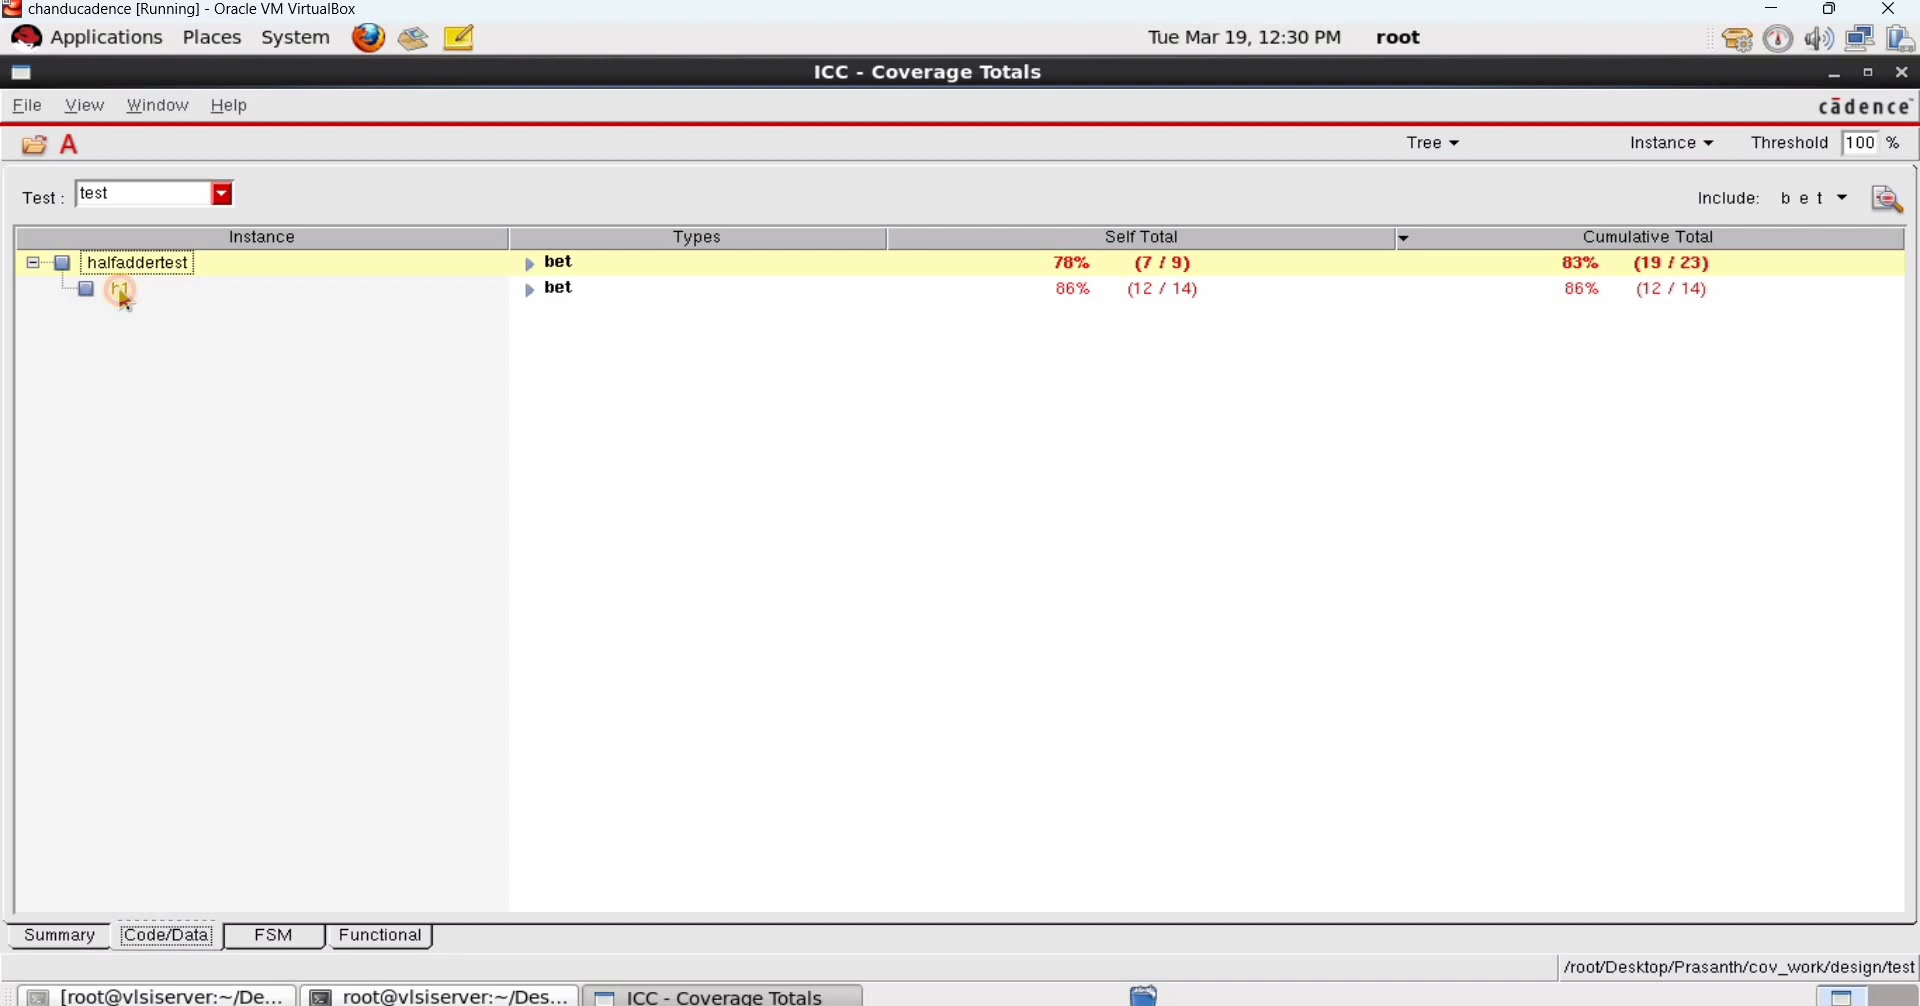 chanducadence [Running] - Oracle VM VirtualBox
Applications Places System Tue Mar 19, 12:30 PM root
ICC - Coverage Totals
File View Window Help cādence
A Tree Instance Threshold 100 %
Test : test Include: b e t
Instance Types Self Total Cumulative Total
halfaddertest bet 78% (7 / 9) 83% (19 / 23)
h1 bet 86% (12 / 14) 86% (12 / 14)
Summary Code/Data FSM Functional
/root/Desktop/Prasanth/cov_work/design/test
[root@vlsiserver:~/De... root@vlsiserver:~/Des... ICC - Coverage Totals